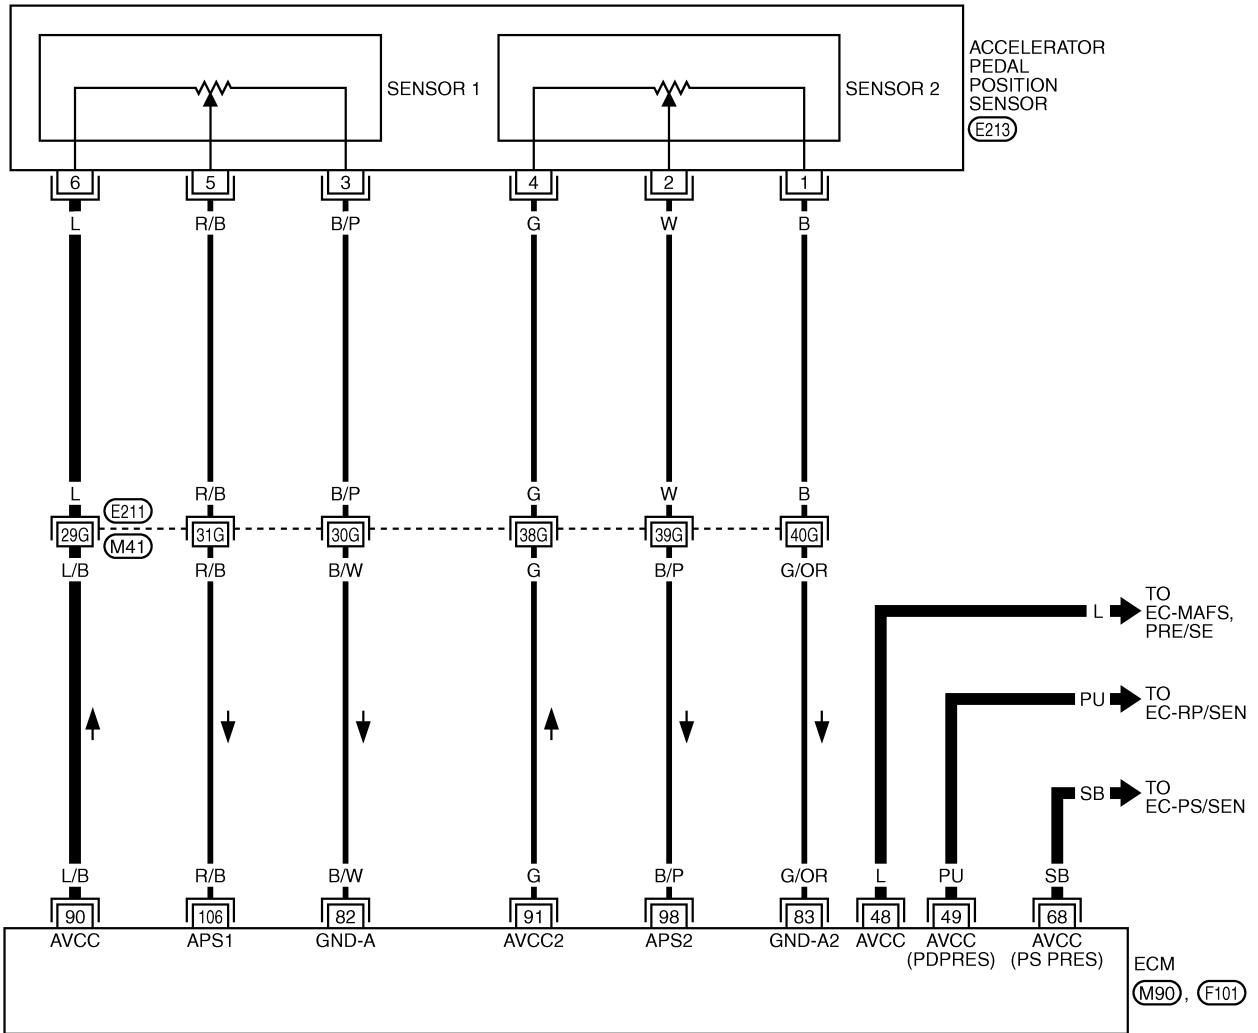 ACCELERATOR
PEDAL
POSITION
SENSOR
E213
SENSOR 1
SENSOR 2
6 5 3 4 2 1
L R/B B/P G W B
L R/B B/P G W B
E211
29G 31G 30G 38G 39G 40G
M41
L/B R/B B/W G B/P G/OR
L TO
EC-MAFS,
PRE/SE
PU TO
EC-RP/SEN
SB TO
EC-PS/SEN
L/B R/B B/W G B/P G/OR L PU SB
90 106 82 91 98 83 48 49 68
AVCC APS1 GND-A AVCC2 APS2 GND-A2 AVCC AVCC AVCC
(PDPRES) (PS PRES)
ECM
M90 , F101